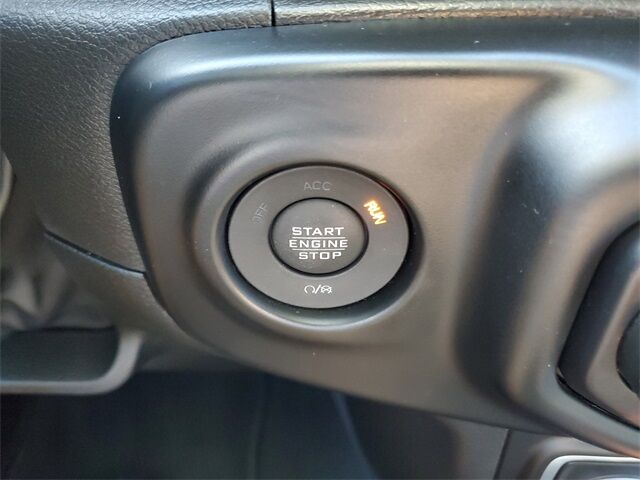 OFF
ACC
RUN
START
ENGINE
STOP